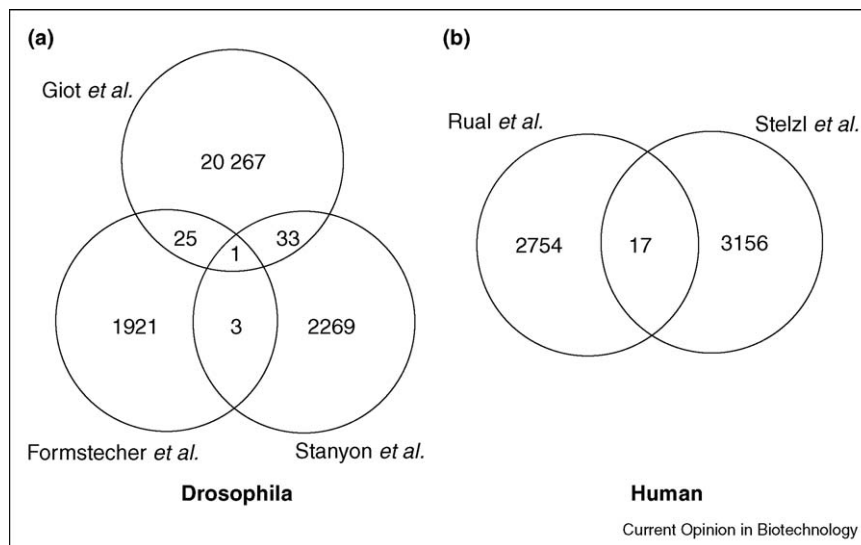 (a)
Giot et al.
20 267
25
1
33
1921
3
2269
Formstecher et al.
Stanyon et al.
Drosophila
(b)
Rual et al.
Stelzl et al.
2754
17
3156
Human
Current Opinion in Biotechnology